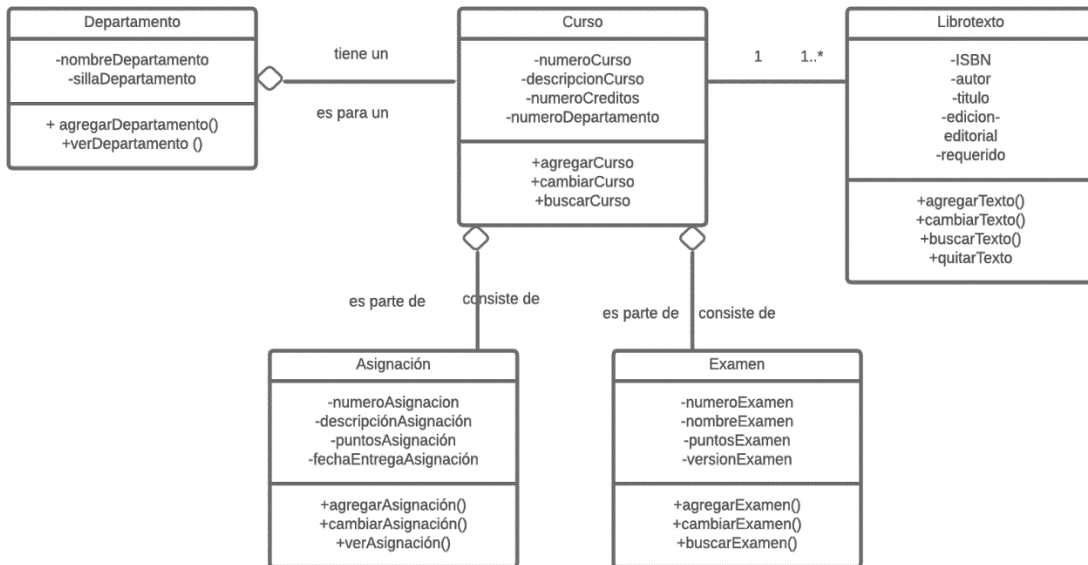 Departamento
-nombreDepartamento
-sillaDepartamento
+ agregarDepartamento()
+verDepartamento ()
tiene un
es para un
Curso
-numeroCurso
-descripcionCurso
-numeroCreditos
-numeroDepartamento
+agregarCurso
+cambiarCurso
+buscarCurso
1
1..*
Librotexto
-ISBN
-autor
-titulo
-edicion-
editorial
-requerido
+agregarTexto()
+cambiarTexto()
+buscarTexto()
+quitarTexto
es parte de
consiste de
es parte de
consiste de
Asignación
-numeroAsignacion
-descripciónAsignación
-puntosAsignación
-fechaEntregaAsignación
+agregarAsignación()
+cambiarAsignación()
+verAsignación()
Examen
-numeroExamen
-nombreExamen
-puntosExamen
-versionExamen
+agregarExamen()
+cambiarExamen()
+buscarExamen()